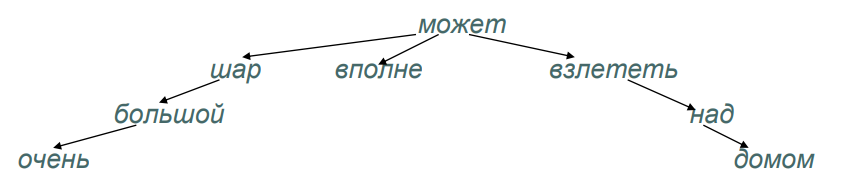 может
шар вполне взлететь
большой над
очень домом